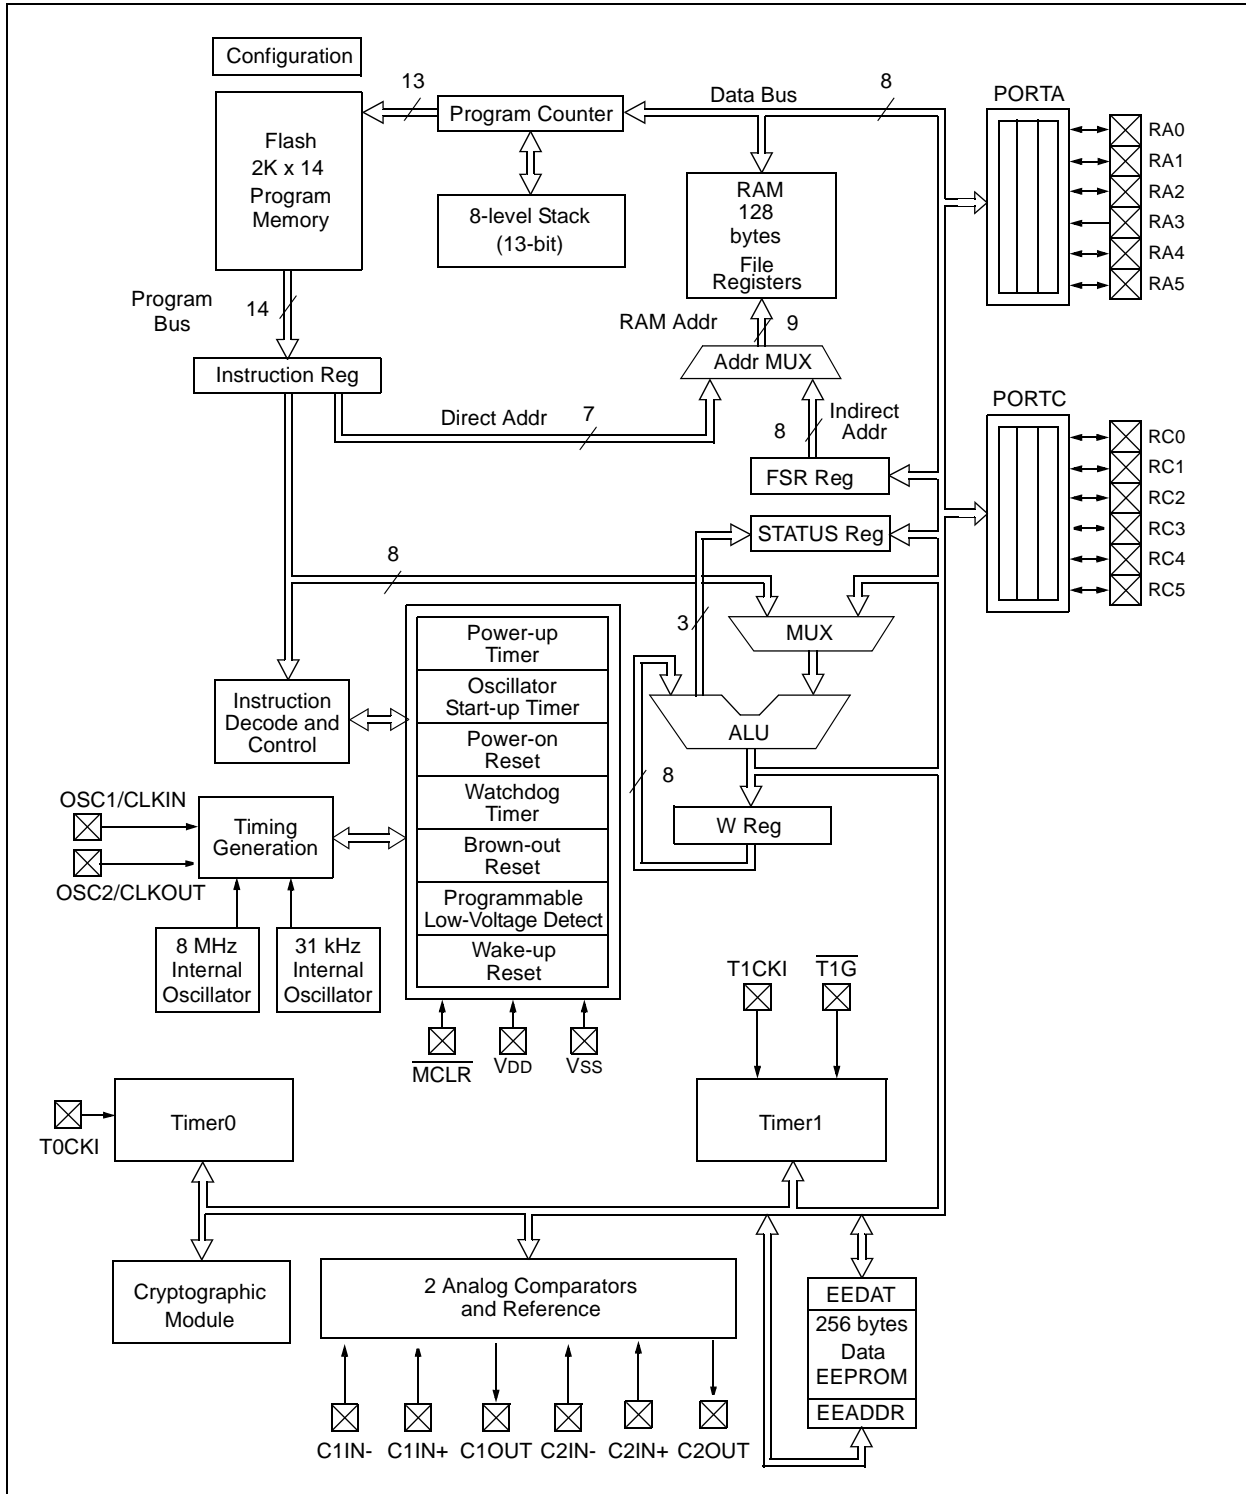 Configuration
13
Program Counter
Data Bus
8
PORTA
Flash
2K x 14
Program
Memory
8-level Stack
(13-bit)
RAM
128
bytes
File
Registers
RA0
RA1
RA2
RA3
RA4
RA5
Program
Bus
14
RAM Addr
9
Addr MUX
Instruction Reg
Direct Addr
7
8
Indirect
Addr
FSR Reg
STATUS Reg
PORTC
RC0
RC1
RC2
RC3
RC4
RC5
8
3
MUX
Power-up
Timer
Oscillator
Start-up Timer
Power-on
Reset
Watchdog
Timer
Brown-out
Reset
Programmable
Low-Voltage Detect
Wake-up
Reset
Instruction
Decode and
Control
ALU
8
W Reg
OSC1/CLKIN
Timing
Generation
OSC2/CLKOUT
8 MHz
Internal
Oscillator
31 kHz
Internal
Oscillator
MCLR
VDD
VSS
T1CKI
T1G
Timer0
T0CKI
Timer1
Cryptographic
Module
2 Analog Comparators
and Reference
EEDAT
256 bytes
Data
EEPROM
EEADDR
C1IN-
C1IN+
C1OUT
C2IN-
C2IN+
C2OUT